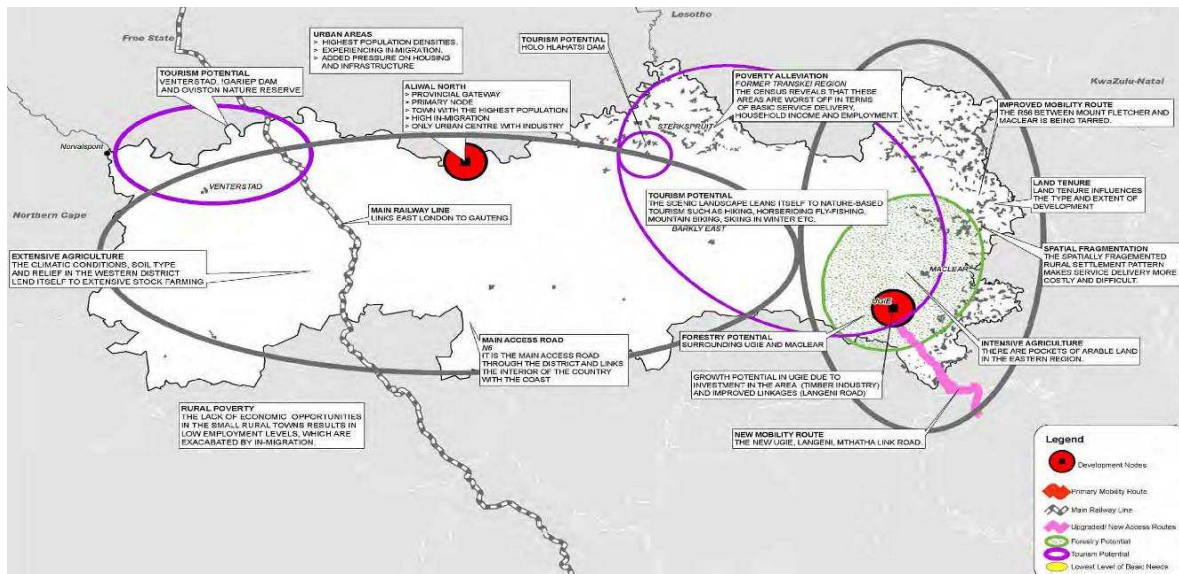 Lesotho
Free State
URBAN AREAS
> HIGHEST POPULATION DENSITIES.
> EXPERIENCING IN-MIGRATION.
> ADDED PRESSURE ON HOUSING
AND INFRASTRUCTURE
TOURISM POTENTIAL
HOLO HLAHATSI DAM
TOURISM POTENTIAL
VENTERSTAD, !GARIEP DAM
AND OVISTON NATURE RESERVE
POVERTY ALLEVIATION
FORMER TRANSKEI REGION
THE CENSUS REVEALS THAT THESE
AREAS ARE WORST OFF IN TERMS
OF BASIC SERVICE DELIVERY,
HOUSEHOLD INCOME AND EMPLOYMENT.
KwaZulu-Natal
ALIWAL NORTH
> PROVINCIAL GATEWAY
> PRIMARY NODE
> TOWN WITH THE HIGHEST POPULATION
> HIGH IN-MIGRATION
> ONLY URBAN CENTRE WITH INDUSTRY
IMPROVED MOBILITY ROUTE
THE R56 BETWEEN MOUNT FLETCHER AND
MACLEAR IS BEING TARRED.
STERKSPRUIT
Norvalspont
VENTERSTAD
LAND TENURE
LAND TENURE INFLUENCES
THE TYPE AND EXTENT OF
DEVELOPMENT
TOURISM POTENTIAL
THE SCENIC LANDSCAPE LEANS ITSELF TO NATURE-BASED
TOURISM SUCH AS HIKING, HORSERIDING FLY-FISHING,
MOUNTAIN BIKING, SKIING IN WINTER ETC.
BARKLY EAST
MAIN RAILWAY LINE
LINKS EAST LONDON TO GAUTENG
Northern Cape
SPATIAL FRAGMENTATION
THE SPATIALLY FRAGEMENTED
RURAL SETTLEMENT PATTERN
MAKES SERVICE DELIVERY MORE
COSTLY AND DIFFICULT.
EXTENSIVE AGRICULTURE
THE CLIMATIC CONDITIONS, SOIL TYPE
AND RELIEF IN THE WESTERN DISTRICT
LEND ITSELF TO EXTENSIVE STOCK FARMING
MACLEAR
UGIE
MAIN ACCESS ROAD
N6
IT IS THE MAIN ACCESS ROAD
THROUGH THE DISTRICT AND LINKS
THE INTERIOR OF THE COUNTRY
WITH THE COAST
FORESTRY POTENTIAL
SURROUNDING UGIE AND MACLEAR
INTENSIVE AGRICULTURE
THERE ARE POCKETS OF ARABLE LAND
IN THE EASTERN REGION.
GROWTH POTENTIAL IN UGIE DUE TO
INVESTMENT IN THE AREA (TIMBER INDUSTRY)
AND IMPROVED LINKAGES (LANGENI ROAD)
RURAL POVERTY
THE LACK OF ECONOMIC OPPORTUNITIES
IN THE SMALL RURAL TOWNS RESULTS IN
LOW EMPLOYMENT LEVELS, WHICH ARE
EXACABATED BY IN-MIGRATION.
NEW MOBILITY ROUTE
THE NEW UGIE, LANGENI, MTHATHA LINK ROAD.
Legend
Development Nodes
Primary Mobility Route
Main Railway Line
Upgraded/ New Access Routes
Forestry Potential
Tourism Potential
Lowest Level of Basic Needs